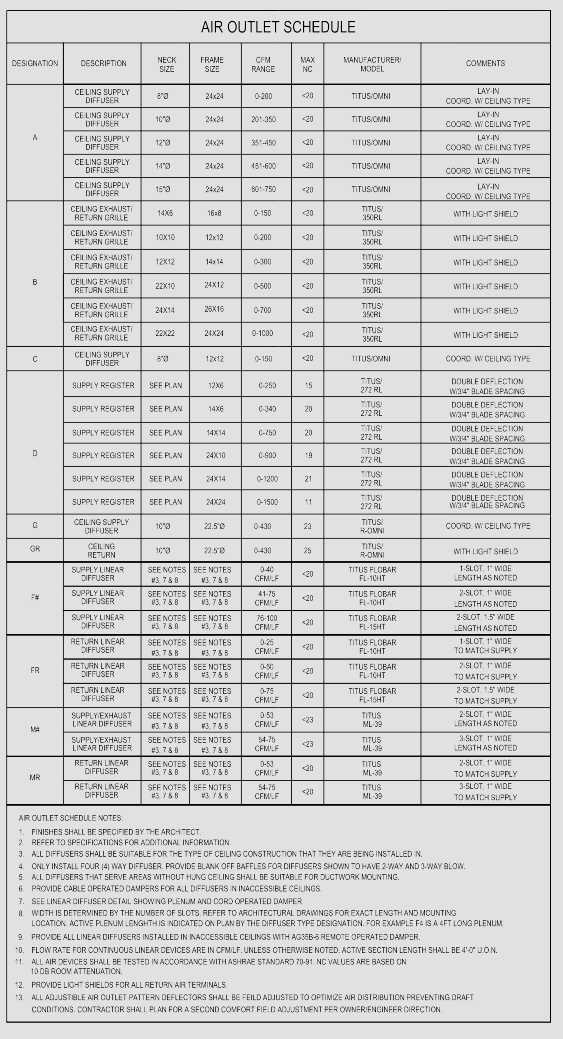 AIR OUTLET SCHEDULE
DESIGNATION DESCRIPTION NECK SIZE FRAME SIZE CFM RANGE MAX NC MANUFACTURER/ MODEL COMMENTS
A
CEILING SUPPLY DIFFUSER 8"Ø 24x24 0-200 <20 TITUS/OMNI LAY-IN COORD. W/ CEILING TYPE
CEILING SUPPLY DIFFUSER 10"Ø 24x24 201-350 <20 TITUS/OMNI LAY-IN COORD. W/ CEILING TYPE
CEILING SUPPLY DIFFUSER 12"Ø 24x24 351-450 <20 TITUS/OMNI LAY-IN COORD. W/ CEILING TYPE
CEILING SUPPLY DIFFUSER 14"Ø 24x24 451-600 <20 TITUS/OMNI LAY-IN COORD. W/ CEILING TYPE
CEILING SUPPLY DIFFUSER 15"Ø 24x24 601-750 <20 TITUS/OMNI LAY-IN COORD. W/ CEILING TYPE
B
CEILING EXHAUST/ RETURN GRILLE 14X6 16x8 0-150 <20 TITUS/ 350RL WITH LIGHT SHIELD
CEILING EXHAUST/ RETURN GRILLE 10X10 12x12 0-200 <20 TITUS/ 350RL WITH LIGHT SHIELD
CEILING EXHAUST/ RETURN GRILLE 12X12 14x14 0-300 <20 TITUS/ 350RL WITH LIGHT SHIELD
CEILING EXHAUST/ RETURN GRILLE 22X10 24X12 0-600 <20 TITUS/ 350RL WITH LIGHT SHIELD
CEILING EXHAUST/ RETURN GRILLE 24X14 26X16 0-700 <20 TITUS/ 350RL WITH LIGHT SHIELD
CEILING EXHAUST/ RETURN GRILLE 22X22 24X24 0-1000 <20 TITUS/ 350RL WITH LIGHT SHIELD
C CEILING SUPPLY DIFFUSER 8"Ø 12x12 0-150 <20 TITUS/OMNI COORD. W/ CEILING TYPE
D
SUPPLY REGISTER SEE PLAN 12X6 0-250 15 TITUS/ 272 RL DOUBLE DEFLECTION W/3/4" BLADE SPACING
SUPPLY REGISTER SEE PLAN 14X6 0-340 20 TITUS/ 272 RL DOUBLE DEFLECTION W/3/4" BLADE SPACING
SUPPLY REGISTER SEE PLAN 14X14 0-750 20 TITUS/ 272 RL DOUBLE DEFLECTION W/3/4" BLADE SPACING
SUPPLY REGISTER SEE PLAN 24X10 0-900 19 TITUS/ 272 RL DOUBLE DEFLECTION W/3/4" BLADE SPACING
SUPPLY REGISTER SEE PLAN 24X14 0-1200 21 TITUS/ 272 RL DOUBLE DEFLECTION W/3/4" BLADE SPACING
SUPPLY REGISTER SEE PLAN 24X24 0-1500 11 TITUS/ 272 RL DOUBLE DEFLECTION W/3/4" BLADE SPACING
G CEILING SUPPLY DIFFUSER 10"Ø 22.5"Ø 0-430 23 TITUS/ R-OMNI COORD. W/ CEILING TYPE
GR CEILING RETURN 10"Ø 22.5"Ø 0-430 25 TITUS/ R-OMNI WITH LIGHT SHIELD
F#
SUPPLY LINEAR DIFFUSER SEE NOTES #3, 7 & 8 SEE NOTES #3, 7 & 8 0-40 CFM/LF <20 TITUS FLOBAR FL-10HT 1-SLOT, 1" WIDE LENGTH AS NOTED
SUPPLY LINEAR DIFFUSER SEE NOTES #3, 7 & 8 SEE NOTES #3, 7 & 8 41-75 CFM/LF <20 TITUS FLOBAR FL-10HT 2-SLOT, 1" WIDE LENGTH AS NOTED
SUPPLY LINEAR DIFFUSER SEE NOTES #3, 7 & 8 SEE NOTES #3, 7 & 8 76-100 CFM/LF <20 TITUS FLOBAR FL-15HT 2-SLOT, 1.5" WIDE LENGTH AS NOTED
FR
RETURN LINEAR DIFFUSER SEE NOTES #3, 7 & 8 SEE NOTES #3, 7 & 8 0-25 CFM/LF <20 TITUS FLOBAR FL-10HT 1-SLOT, 1" WIDE TO MATCH SUPPLY
RETURN LINEAR DIFFUSER SEE NOTES #3, 7 & 8 SEE NOTES #3, 7 & 8 0-50 CFM/LF <20 TITUS FLOBAR FL-10HT 2-SLOT, 1" WIDE TO MATCH SUPPLY
RETURN LINEAR DIFFUSER SEE NOTES #3, 7 & 8 SEE NOTES #3, 7 & 8 0-75 CFM/LF <20 TITUS FLOBAR FL-15HT 2-SLOT, 1.5" WIDE TO MATCH SUPPLY
M#
SUPPLY/EXHAUST LINEAR DIFFUSER SEE NOTES #3, 7 & 8 SEE NOTES #3, 7 & 8 0-53 CFM/LF <23 TITUS ML-39 2-SLOT, 1" WIDE LENGTH AS NOTED
SUPPLY/EXHAUST LINEAR DIFFUSER SEE NOTES #3, 7 & 8 SEE NOTES #3, 7 & 8 54-75 CFM/LF <23 TITUS ML-39 3-SLOT, 1" WIDE LENGTH AS NOTED
MR
RETURN LINEAR DIFFUSER SEE NOTES #3, 7 & 8 SEE NOTES #3, 7 & 8 0-53 CFM/LF <20 TITUS ML-39 2-SLOT, 1" WIDE TO MATCH SUPPLY
RETURN LINEAR DIFFUSER SEE NOTES #3, 7 & 8 SEE NOTES #3, 7 & 8 54-75 CFM/LF <20 TITUS ML-39 3-SLOT, 1" WIDE TO MATCH SUPPLY
AIR OUTLET SCHEDULE NOTES:
1. FINISHES SHALL BE SPECIFIED BY THE ARCHITECT.
2. REFER TO SPECIFICATIONS FOR ADDITIONAL INFORMATION.
3. ALL DIFFUSERS SHALL BE SUITABLE FOR THE TYPE OF CEILING CONSTRUCTION THAT THEY ARE BEING INSTALLED IN.
4. ONLY INSTALL FOUR (4) WAY DIFFUSER. PROVIDE BLANK OFF BAFFLES FOR DIFFUSERS SHOWN TO HAVE 2-WAY AND 3-WAY BLOW.
5. ALL DIFFUSERS THAT SERVE AREAS WITHOUT HUNG CEILING SHALL BE SUITABLE FOR DUCTWORK MOUNTING.
6. PROVIDE CABLE OPERATED DAMPERS FOR ALL DIFFUSERS IN INACCESSIBLE CEILINGS.
7. SEE LINEAR DIFFUSER DETAIL SHOWING PLENUM AND CORD OPERATED DAMPER
8. WIDTH IS DETERMINED BY THE NUMBER OF SLOTS. REFER TO ARCHITECTURAL DRAWINGS FOR EXACT LENGTH AND MOUNTING
LOCATION. ACTIVE PLENUM LENGHTH IS INDICATED ON PLAN BY THE DIFFUSER TYPE DESIGNATION. FOR EXAMPLE F4 IS A 4FT LONG PLENUM.
9. PROVIDE ALL LINEAR DIFFUSERS INSTALLED IN INACCESSIBLE CEILINGS WITH AG35B-6 REMOTE OPERATED DAMPER.
10. FLOW RATE FOR CONTINUOUS LINEAR DEVICES ARE IN CFM/LF, UNLESS OTHERWISE NOTED. ACTIVE SECTION LENGTH SHALL BE 4'-0" U.O.N.
11. ALL AIR DEVICES SHALL BE TESTED IN ACCORDANCE WITH ASHRAE STANDARD 70-91. NC VALUES ARE BASED ON
10 DB ROOM ATTENUATION.
12. PROVIDE LIGHT SHIELDS FOR ALL RETURN AIR TERMINALS.
13. ALL ADJUSTIBLE AIR OUTLET PATTERN DEFLECTORS SHALL BE FEILD ADJUSTED TO OPTIMIZE AIR DISTRIBUTION PREVENTING DRAFT
CONDITIONS. CONTRACTOR SHALL PLAN FOR A SECOND COMFORT FIELD ADJUSTMENT PER OWNER/ENGINEER DIRECTION.